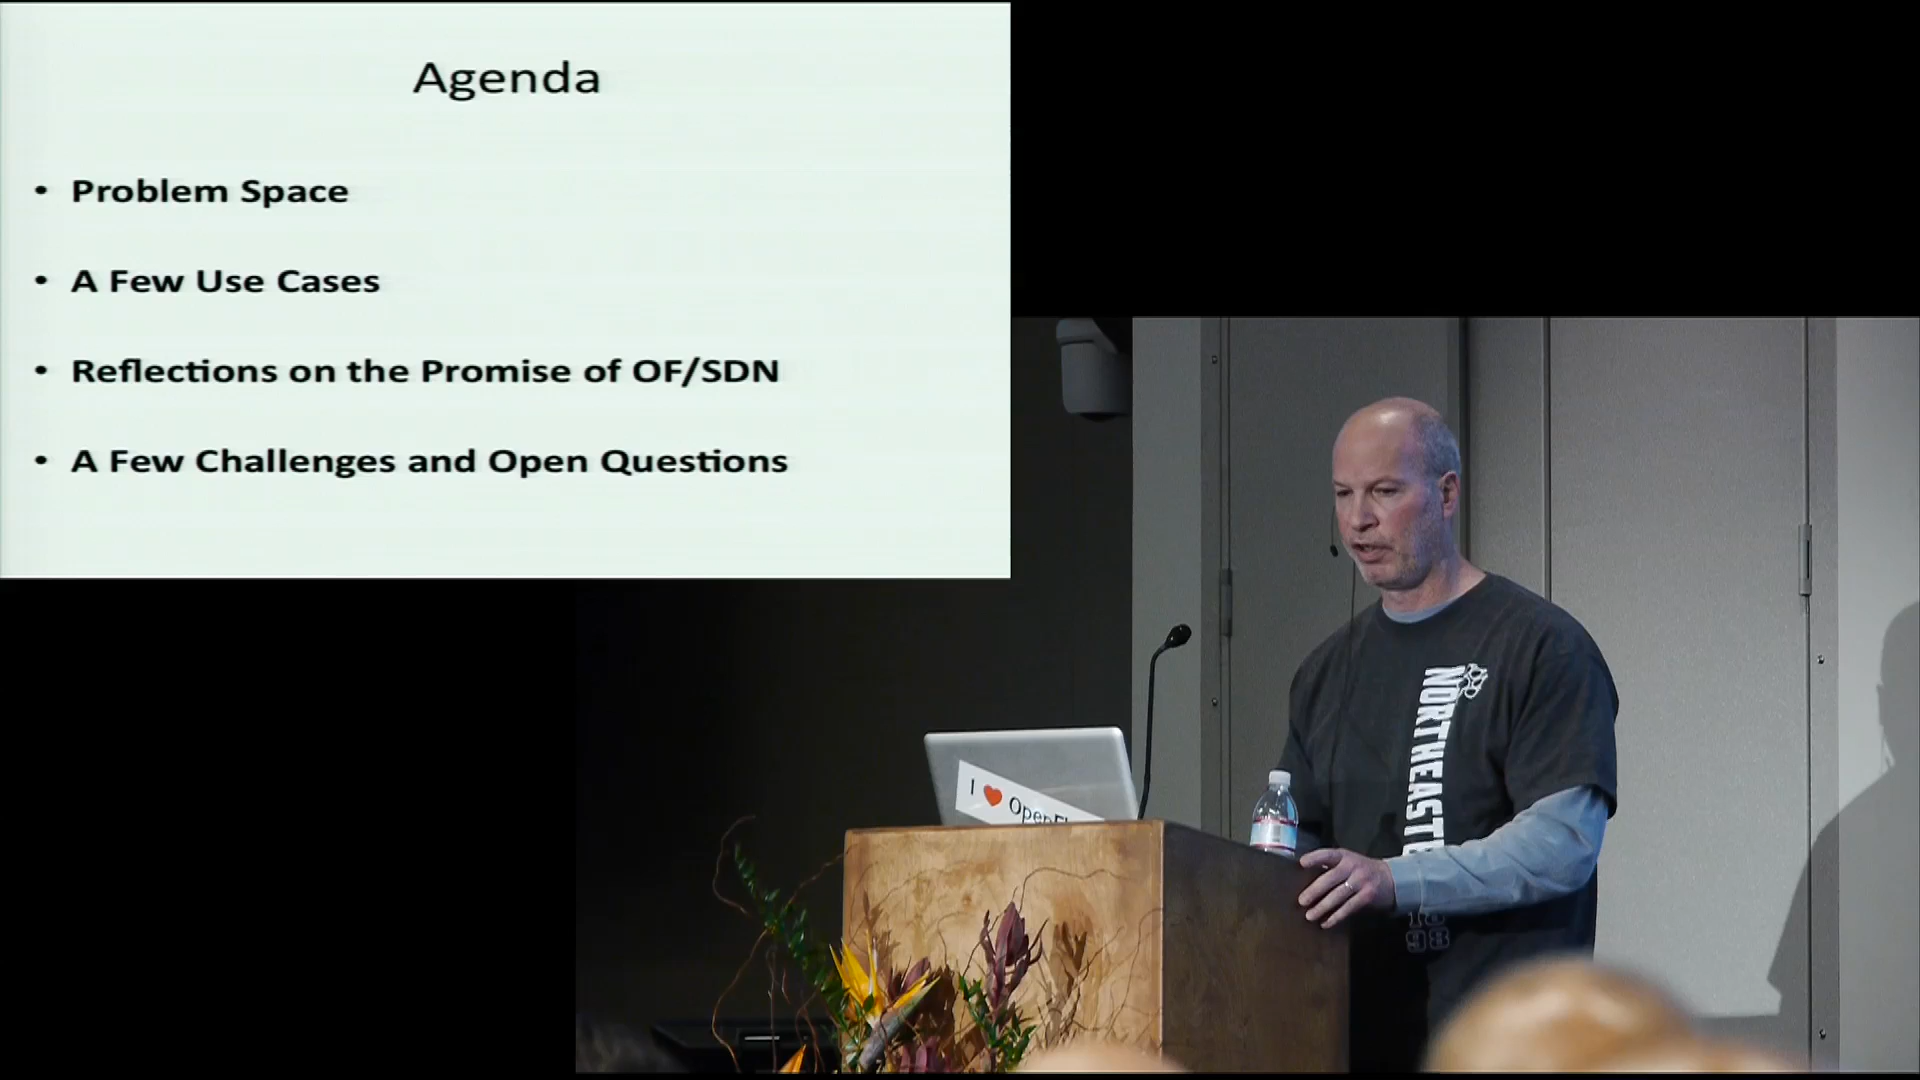 Agenda
• Problem Space
• A Few Use Cases
• Reflections on the Promise of OF/SDN
• A Few Challenges and Open Questions
I ❤ OpenFl
NORTHEASTE